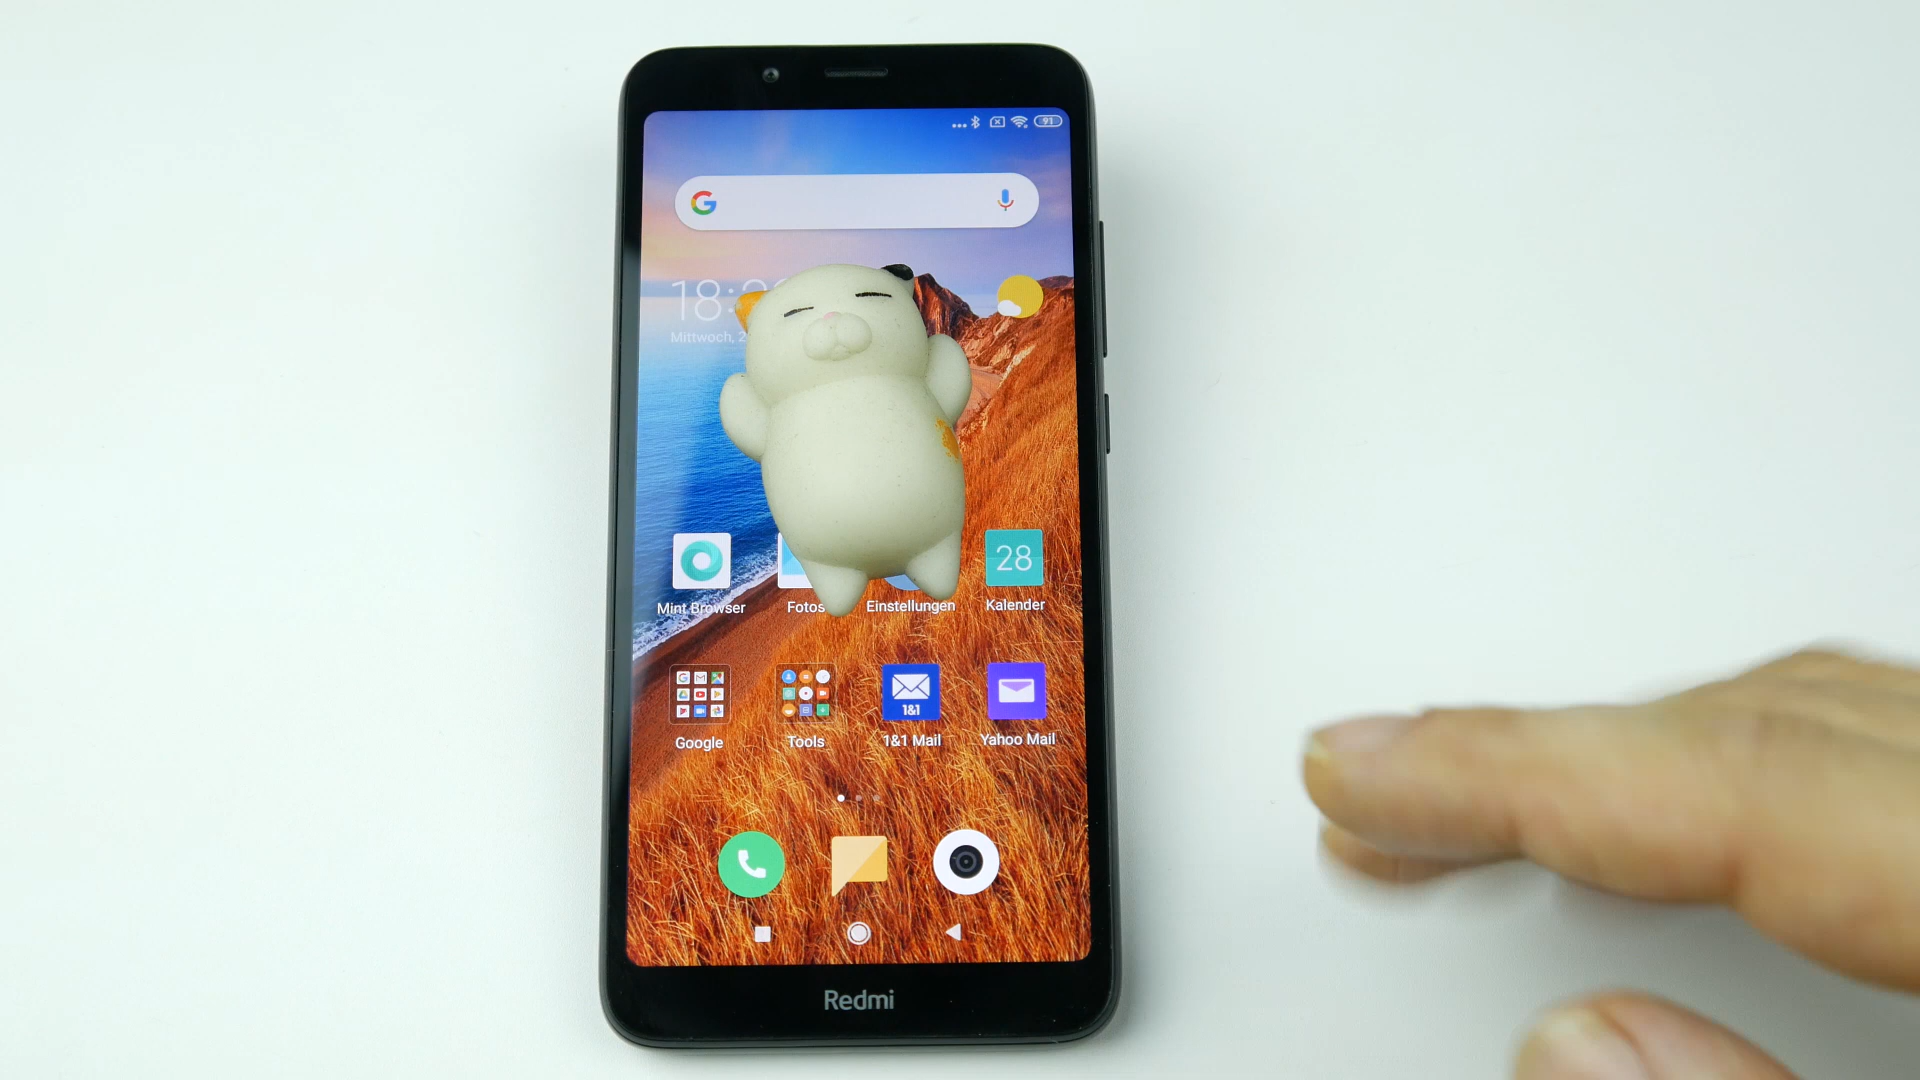 91
18:
Mittwoch, 2
28
Mint Browser
Fotos
Einstellungen
Kalender
1&1
Google
Tools
1&1 Mail
Yahoo Mail
Redmi